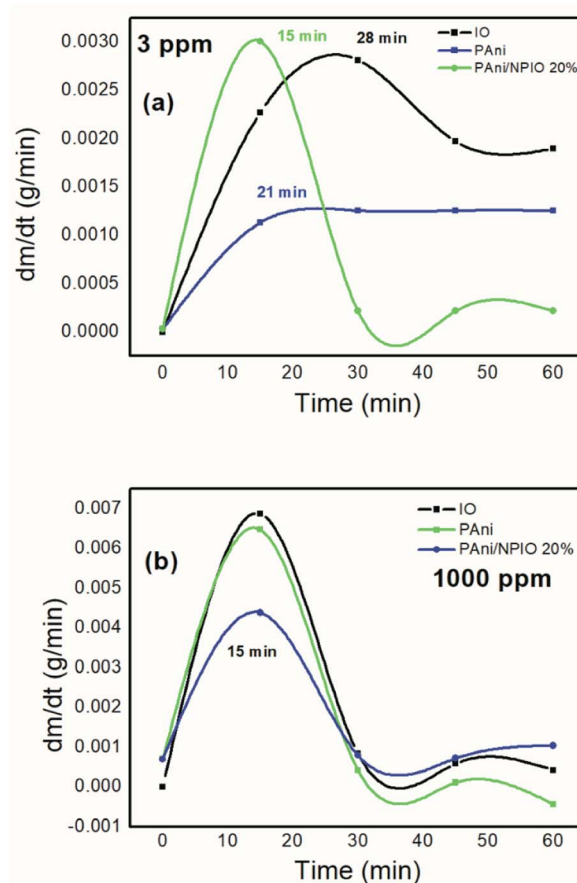 3 ppm
15 min
28 min
IO
PAni
PAni/NPIO 20%
(a)
21 min
dm/dt (g/min)
0.0030
0.0025
0.0020
0.0015
0.0010
0.0005
0.0000
0 10 20 30 40 50 60
Time (min)
IO
PAni
PAni/NPIO 20%
(b)
1000 ppm
15 min
dm/dt (g/min)
0.007
0.006
0.005
0.004
0.003
0.002
0.001
0.000
-0.001
0 10 20 30 40 50 60
Time (min)